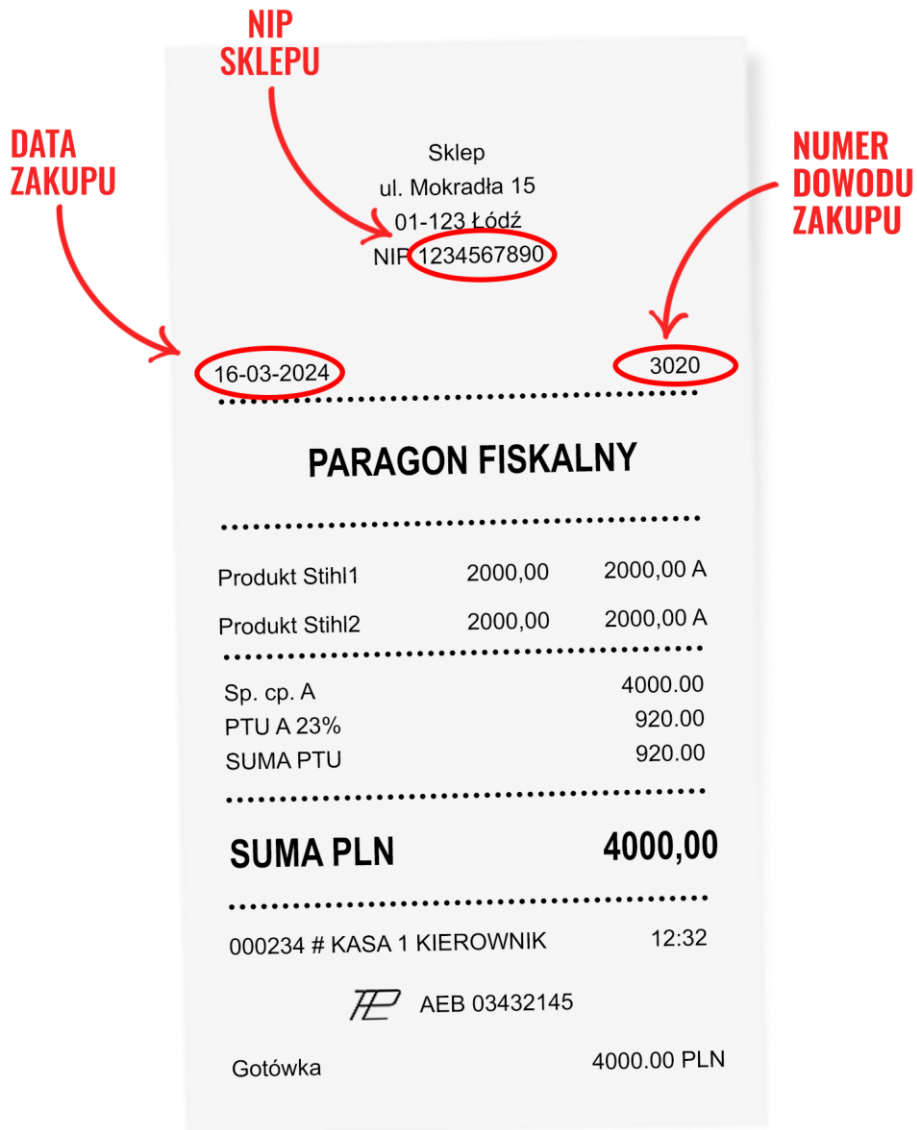 NIP
SKLEPU
DATA
ZAKUPU
NUMER
DOWODU
ZAKUPU
Sklep
ul. Mokradła 15
01-123 Łódź
NIP 1234567890
16-03-2024 3020
PARAGON FISKALNY
Produkt Stihl1 2000,00 2000,00 A
Produkt Stihl2 2000,00 2000,00 A
Sp. cp. A 4000.00
PTU A 23% 920.00
SUMA PTU 920.00
SUMA PLN 4000,00
000234 # KASA 1 KIEROWNIK 12:32
AEB 03432145
Gotówka 4000.00 PLN